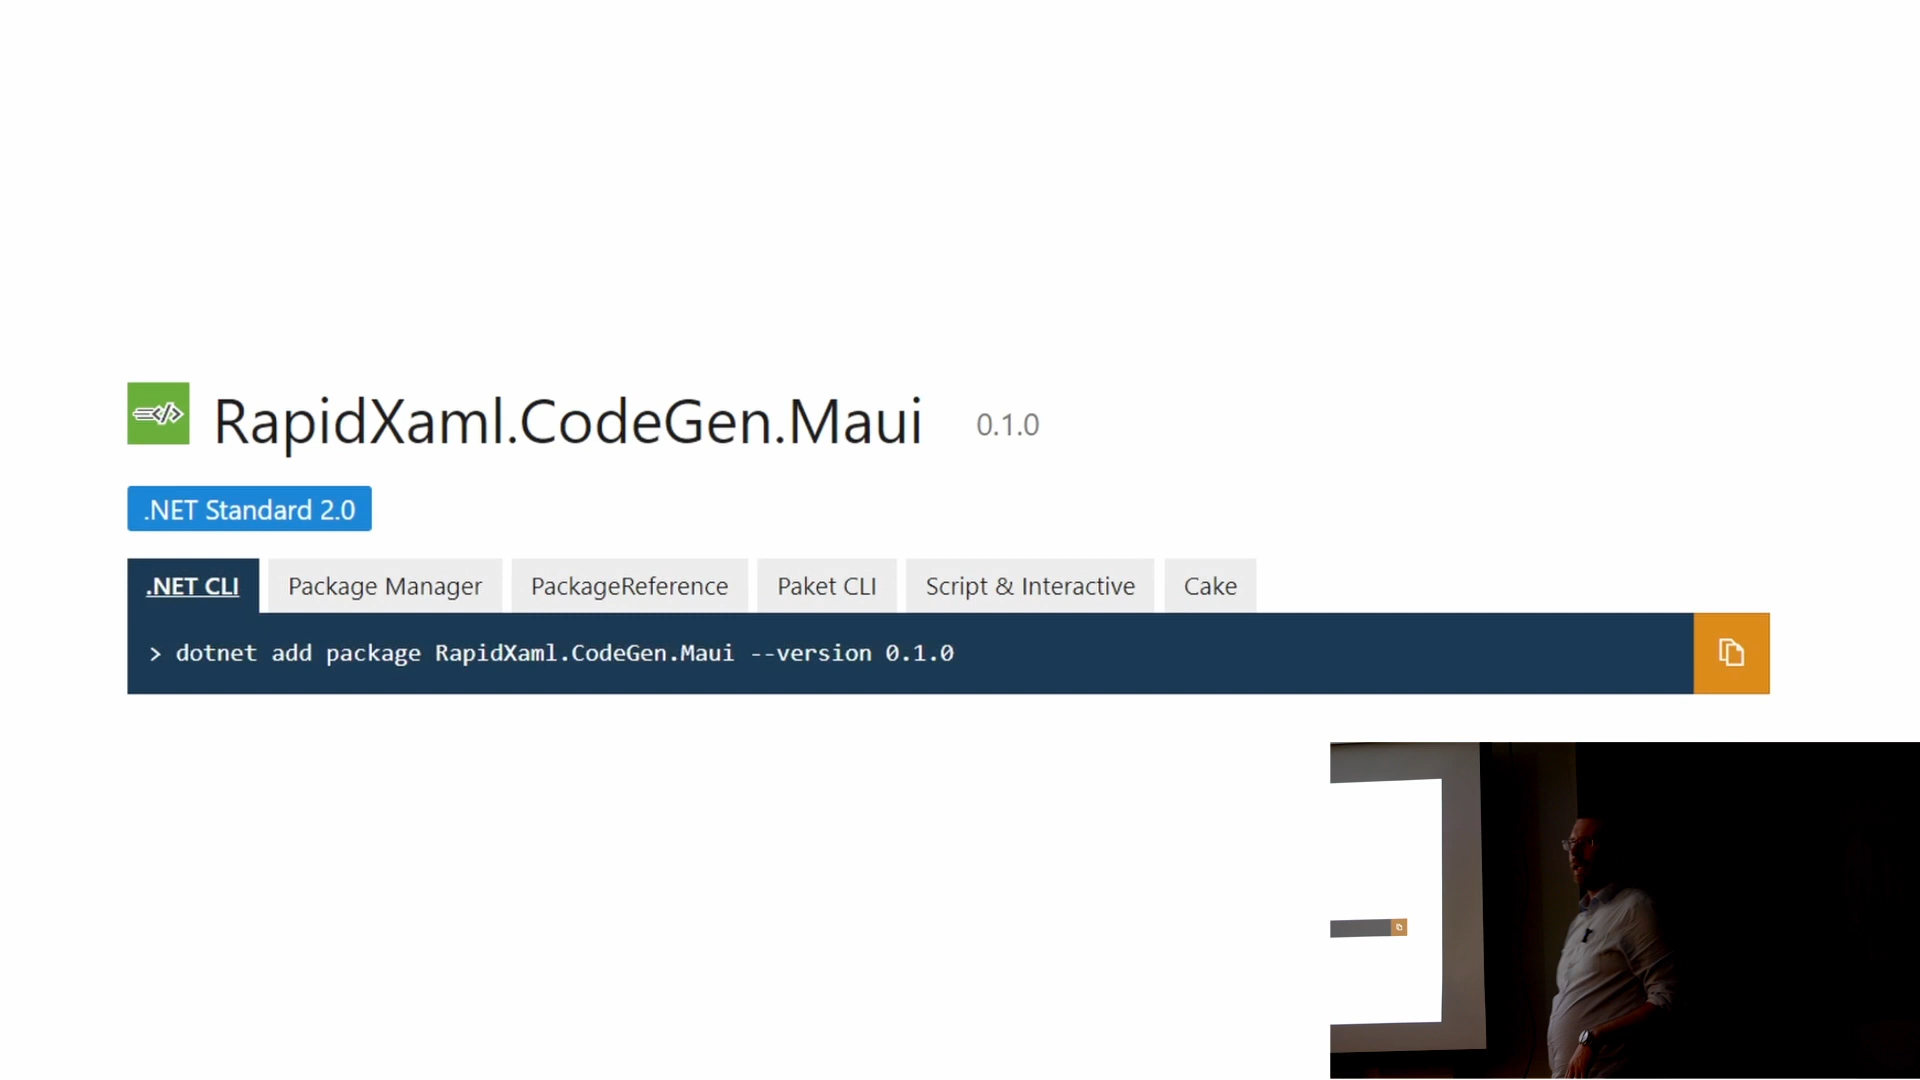 RapidXaml.CodeGen.Maui 0.1.0
.NET Standard 2.0
.NET CLI Package Manager PackageReference Paket CLI Script & Interactive Cake
> dotnet add package RapidXaml.CodeGen.Maui --version 0.1.0